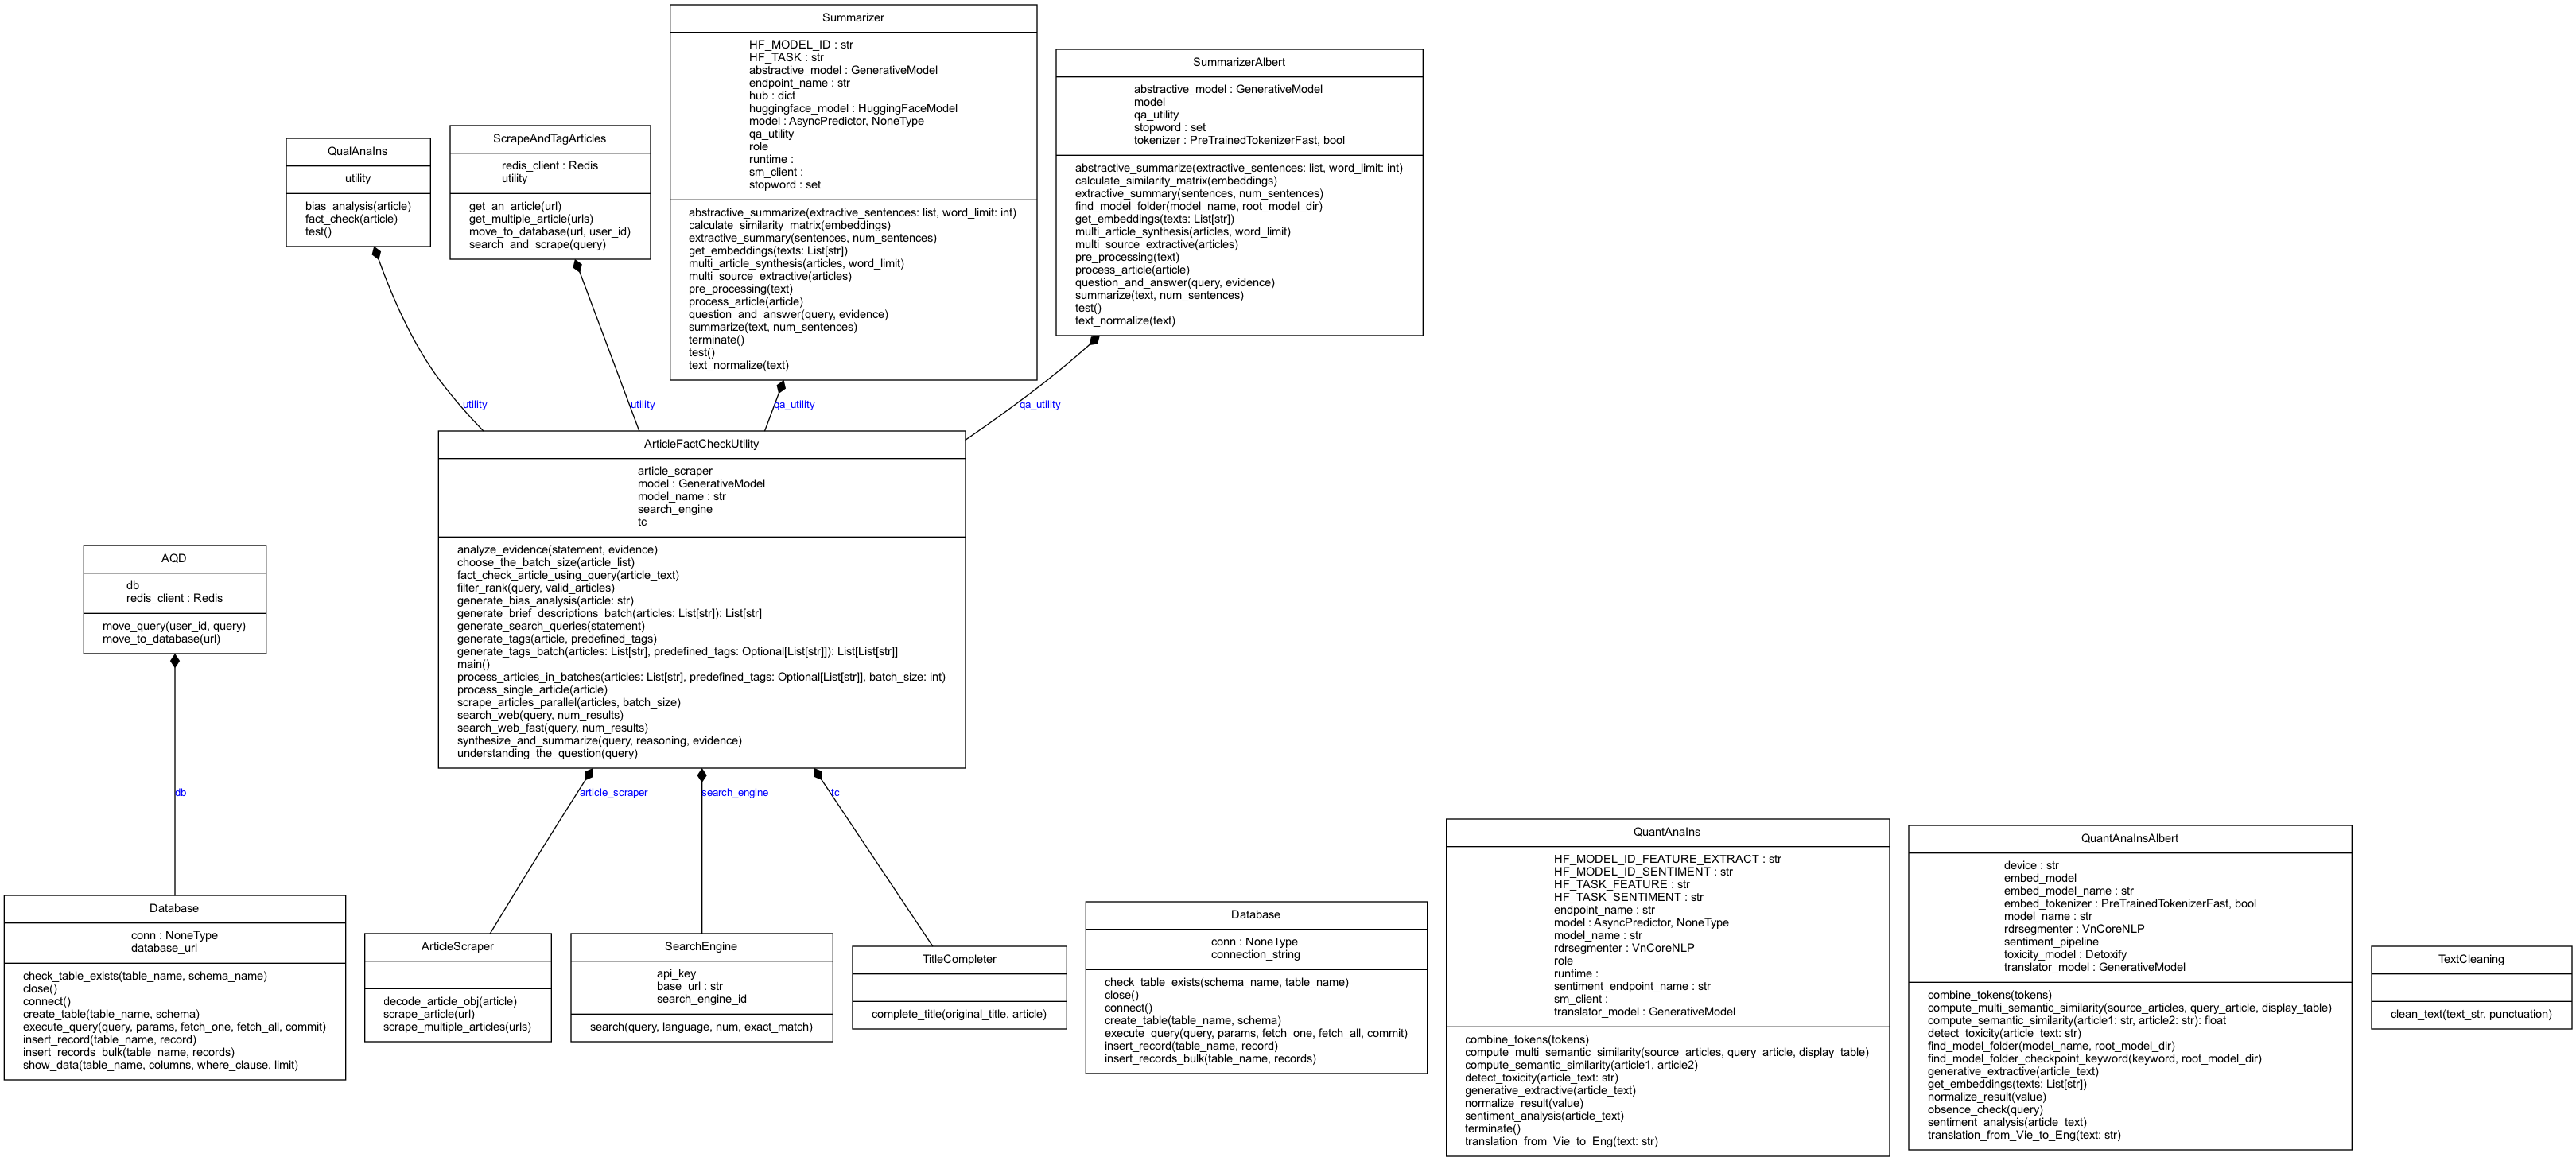 Summarizer
HF_MODEL_ID : str
HF_TASK : str
abstractive_model : GenerativeModel
endpoint_name : str
hub : dict
huggingface_model : HuggingFaceModel
model : AsyncPredictor, NoneType
qa_utility
role
runtime :
sm_client :
stopword : set
abstractive_summarize(extractive_sentences: list, word_limit: int)
calculate_similarity_matrix(embeddings)
extractive_summary(sentences, num_sentences)
get_embeddings(texts: List[str])
multi_article_synthesis(articles, word_limit)
multi_source_extractive(articles)
pre_processing(text)
process_article(article)
question_and_answer(query, evidence)
summarize(text, num_sentences)
terminate()
test()
text_normalize(text)
SummarizerAlbert
abstractive_model : GenerativeModel
model
qa_utility
stopword : set
tokenizer : PreTrainedTokenizerFast, bool
abstractive_summarize(extractive_sentences: list, word_limit: int)
calculate_similarity_matrix(embeddings)
extractive_summary(sentences, num_sentences)
find_model_folder(model_name, root_model_dir)
get_embeddings(texts: List[str])
multi_article_synthesis(articles, word_limit)
multi_source_extractive(articles)
pre_processing(text)
process_article(article)
question_and_answer(query, evidence)
summarize(text, num_sentences)
test()
text_normalize(text)
QualAnaIns
utility
bias_analysis(article)
fact_check(article)
test()
ScrapeAndTagArticles
redis_client : Redis
utility
get_an_article(url)
get_multiple_article(urls)
move_to_database(url, user_id)
search_and_scrape(query)
utility
utility
qa_utility
qa_utility
ArticleFactCheckUtility
article_scraper
model : GenerativeModel
model_name : str
search_engine
tc
analyze_evidence(statement, evidence)
choose_the_batch_size(article_list)
fact_check_article_using_query(article_text)
filter_rank(query, valid_articles)
generate_bias_analysis(article: str)
generate_brief_descriptions_batch(articles: List[str]): List[str]
generate_search_queries(statement)
generate_tags(article, predefined_tags)
generate_tags_batch(articles: List[str], predefined_tags: Optional[List[str]]): List[List[str]]
main()
process_articles_in_batches(articles: List[str], predefined_tags: Optional[List[str]], batch_size: int)
process_single_article(article)
scrape_articles_parallel(articles, batch_size)
search_web(query, num_results)
search_web_fast(query, num_results)
synthesize_and_summarize(query, reasoning, evidence)
understanding_the_question(query)
AQD
db
redis_client : Redis
move_query(user_id, query)
move_to_database(url)
db
article_scraper
search_engine
tc
Database
conn : NoneType
database_url
check_table_exists(table_name, schema_name)
close()
connect()
create_table(table_name, schema)
execute_query(query, params, fetch_one, fetch_all, commit)
insert_record(table_name, record)
insert_records_bulk(table_name, records)
show_data(table_name, columns, where_clause, limit)
ArticleScraper
decode_article_obj(article)
scrape_article(url)
scrape_multiple_articles(urls)
SearchEngine
api_key
base_url : str
search_engine_id
search(query, language, num, exact_match)
TitleCompleter
complete_title(original_title, article)
Database
conn : NoneType
connection_string
check_table_exists(schema_name, table_name)
close()
connect()
create_table(table_name, schema)
execute_query(query, params, fetch_one, fetch_all, commit)
insert_record(table_name, record)
insert_records_bulk(table_name, records)
QuantAnaIns
HF_MODEL_ID_FEATURE_EXTRACT : str
HF_MODEL_ID_SENTIMENT : str
HF_TASK_FEATURE : str
HF_TASK_SENTIMENT : str
endpoint_name : str
model : AsyncPredictor, NoneType
model_name : str
rdrsegmenter : VnCoreNLP
role
runtime :
sentiment_endpoint_name : str
sm_client :
translator_model : GenerativeModel
combine_tokens(tokens)
compute_multi_semantic_similarity(source_articles, query_article, display_table)
compute_semantic_similarity(article1, article2)
detect_toxicity(article_text: str)
generative_extractive(article_text)
normalize_result(value)
sentiment_analysis(article_text)
terminate()
translation_from_Vie_to_Eng(text: str)
QuantAnaInsAlbert
device : str
embed_model
embed_model_name : str
embed_tokenizer : PreTrainedTokenizerFast, bool
model_name : str
rdrsegmenter : VnCoreNLP
sentiment_pipeline
toxicity_model : Detoxify
translator_model : GenerativeModel
combine_tokens(tokens)
compute_multi_semantic_similarity(source_articles, query_article, display_table)
compute_semantic_similarity(article1: str, article2: str): float
detect_toxicity(article_text: str)
find_model_folder(model_name, root_model_dir)
find_model_folder_checkpoint_keyword(keyword, root_model_dir)
generative_extractive(article_text)
get_embeddings(texts: List[str])
normalize_result(value)
obsence_check(query)
sentiment_analysis(article_text)
translation_from_Vie_to_Eng(text: str)
TextCleaning
clean_text(text_str, punctuation)